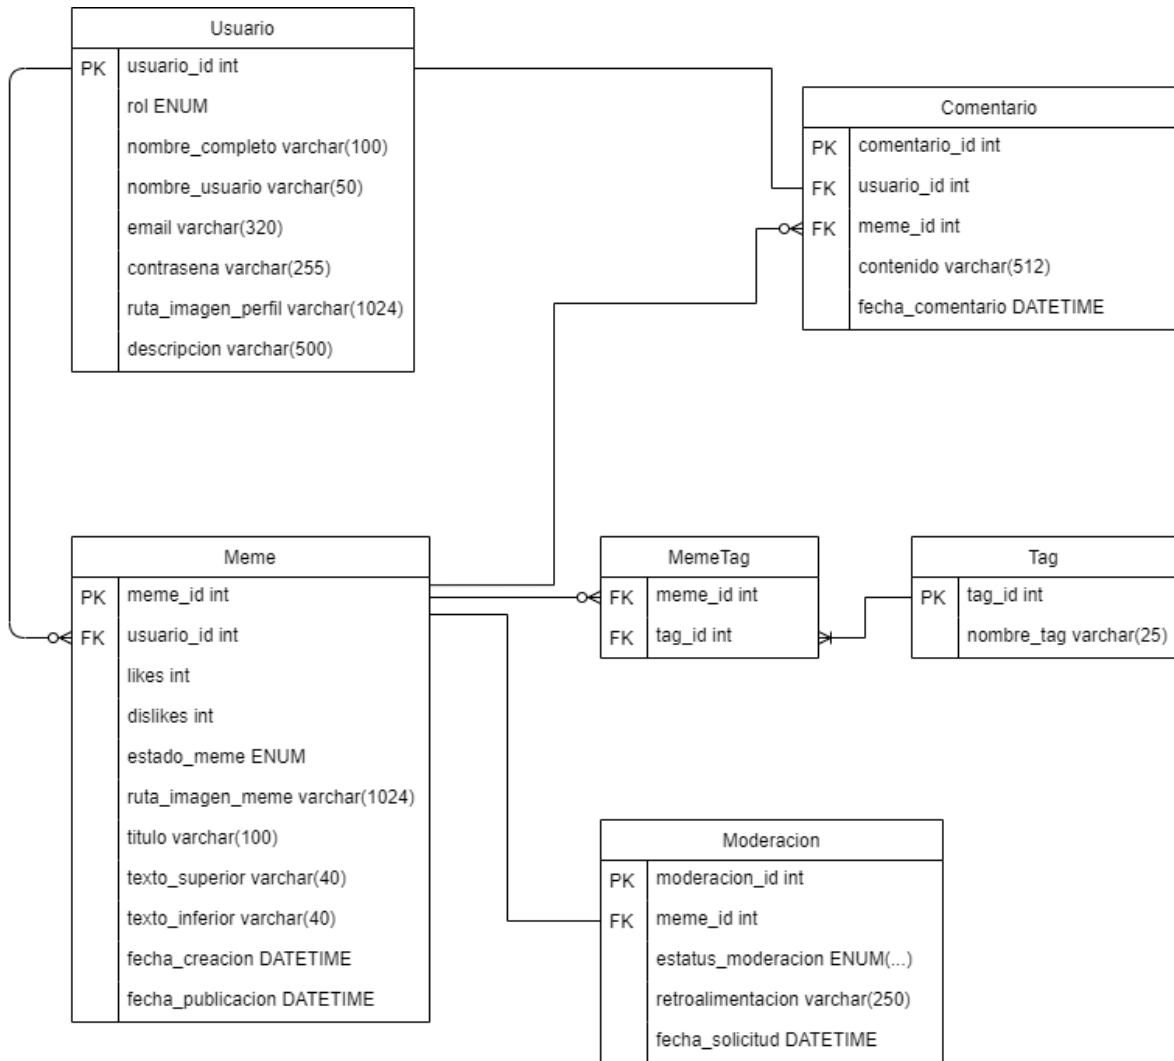 Usuario
PK usuario_id int
rol ENUM
nombre_completo varchar(100)
nombre_usuario varchar(50)
email varchar(320)
contrasena varchar(255)
ruta_imagen_perfil varchar(1024)
descripcion varchar(500)
Comentario
PK comentario_id int
FK usuario_id int
FK meme_id int
contenido varchar(512)
fecha_comentario DATETIME
Meme
PK meme_id int
FK usuario_id int
likes int
dislikes int
estado_meme ENUM
ruta_imagen_meme varchar(1024)
titulo varchar(100)
texto_superior varchar(40)
texto_inferior varchar(40)
fecha_creacion DATETIME
fecha_publicacion DATETIME
MemeTag
FK meme_id int
FK tag_id int
Tag
PK tag_id int
nombre_tag varchar(25)
Moderacion
PK moderacion_id int
FK meme_id int
estatus_moderacion ENUM(...)
retroalimentacion varchar(250)
fecha_solicitud DATETIME